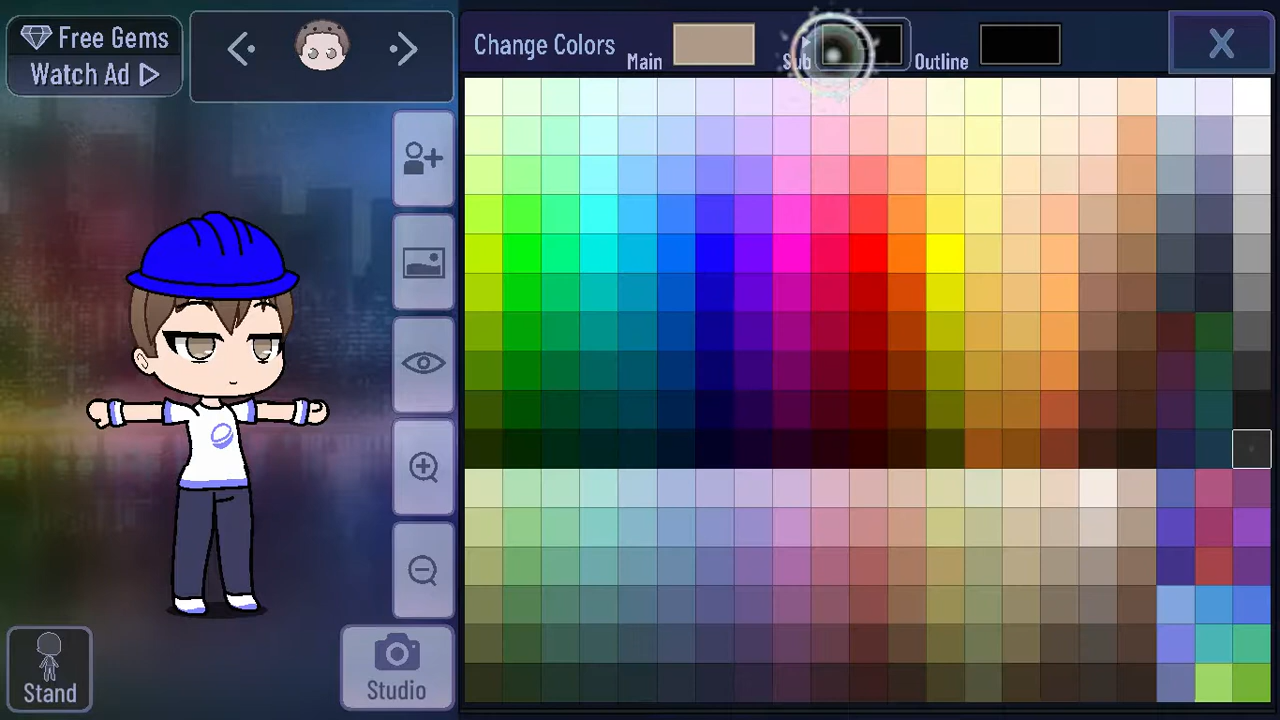 Free Gems
Watch Ad
Change Colors
Main
Sub
Outline
X
Stand
Studio